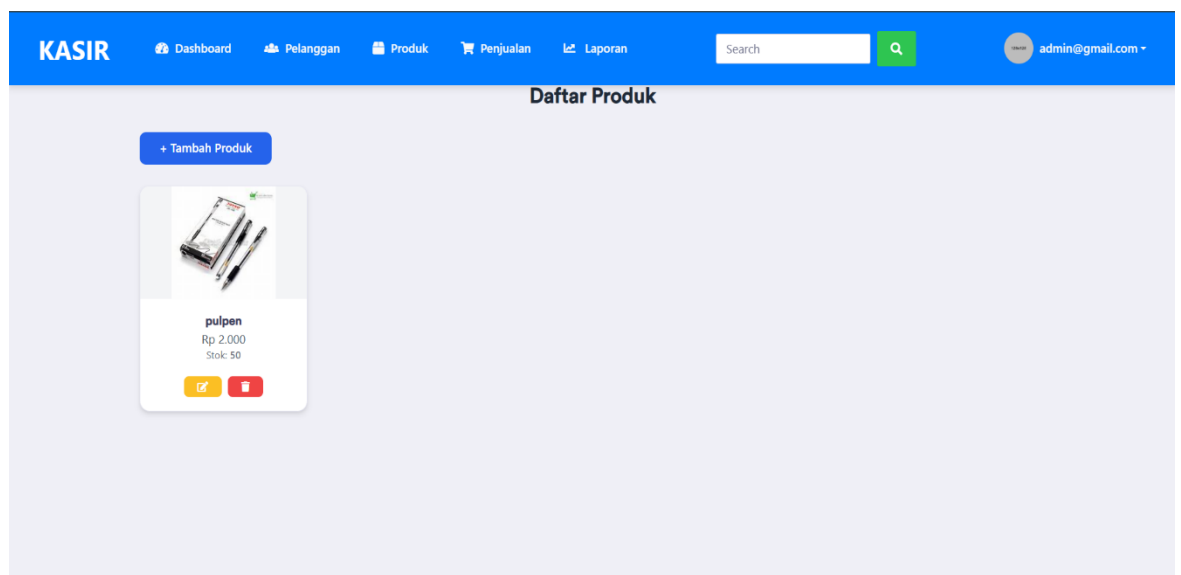 KASIR Dashboard Pelanggan Produk Penjualan Laporan Search admin@gmail.com
Daftar Produk
+ Tambah Produk
pulpen
Rp 2.000
Stok: 50